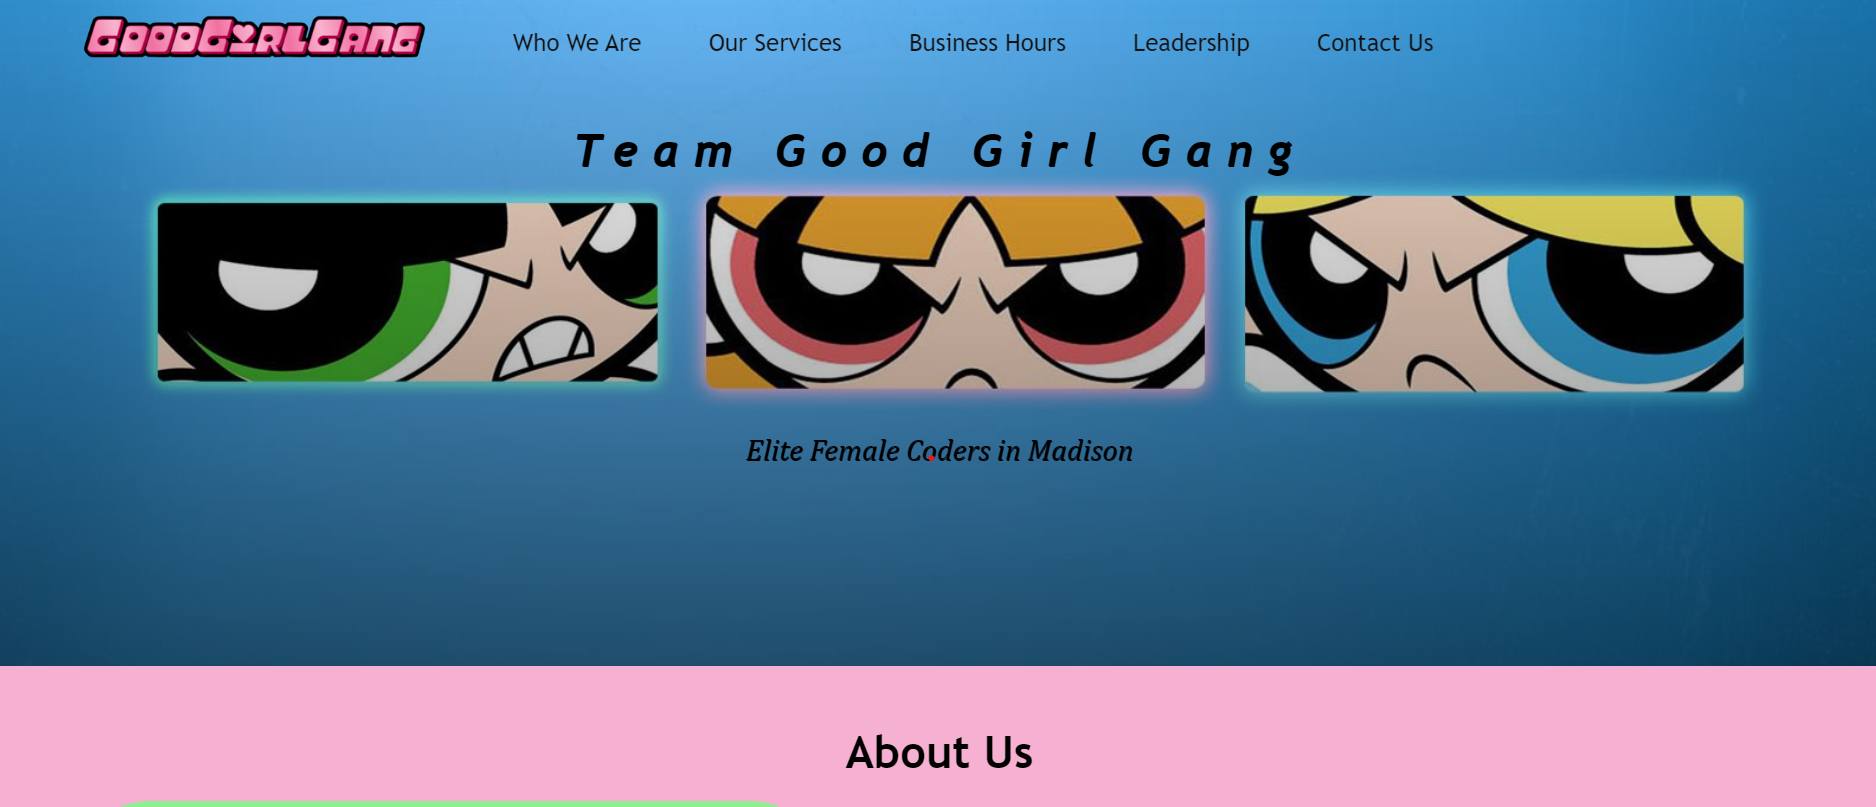 GoodGirlGang
Who We Are Our Services Business Hours Leadership Contact Us
Team Good Girl Gang
Elite Female Coders in Madison
About Us